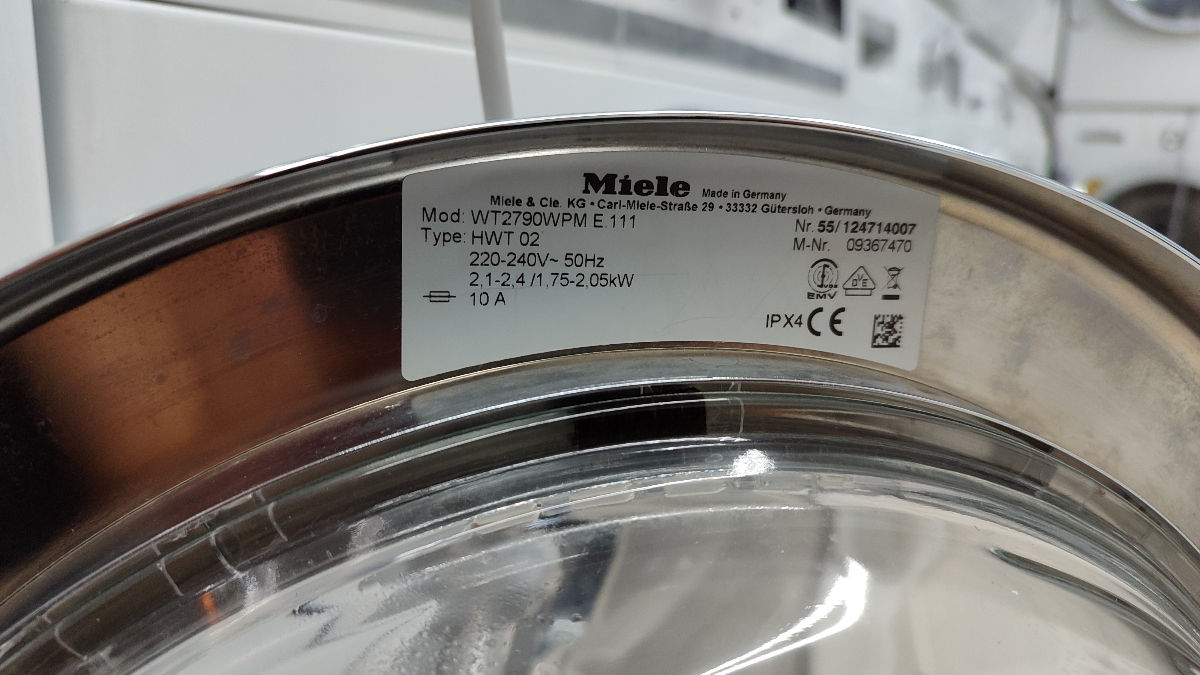 Miele Made in Germany
Miele & Cie. KG • Carl-Miele-Straße 29 • 33332 Gütersloh • Germany
Mod: WT2790WPM E.111
Nr. 55/124714007
Type: HWT 02
M-Nr. 09367470
220-240V~ 50Hz
2,1-2,4 /1,75-2,05kW
10 A
EMV
IPX4 CE